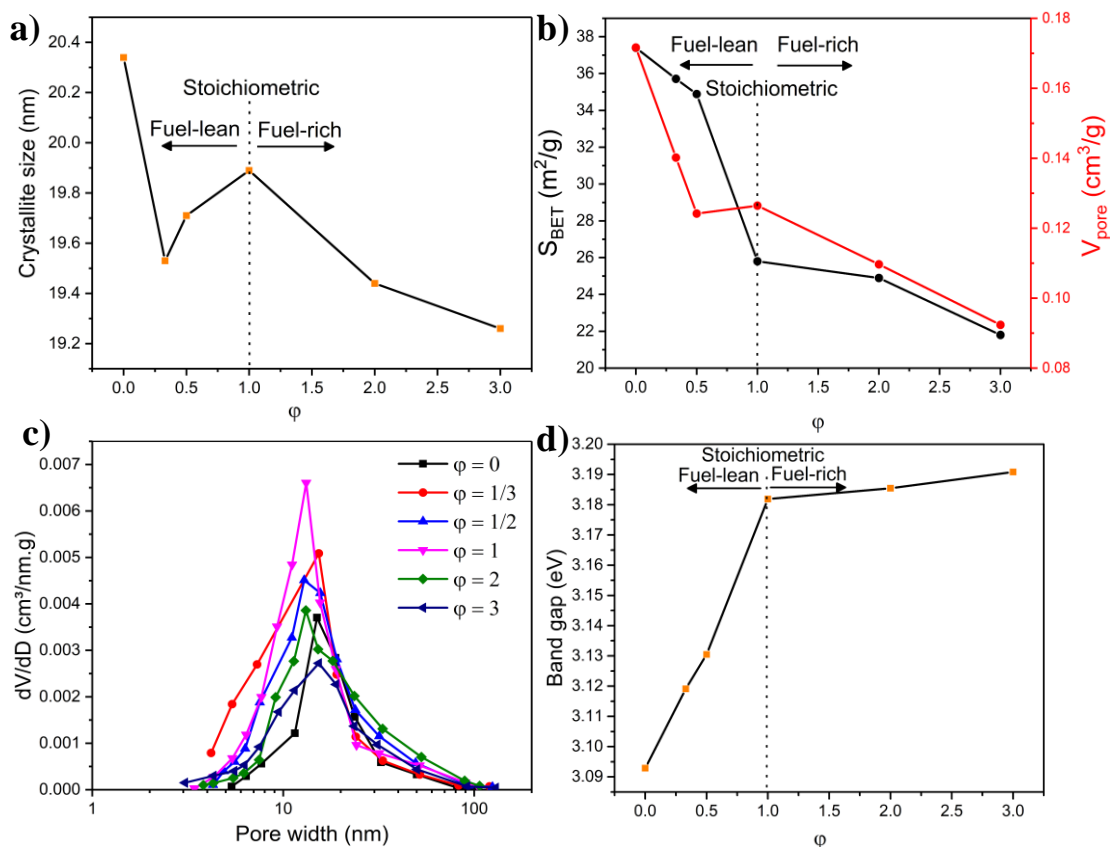 a)
20.4
20.2
20.0
19.8
19.6
19.4
19.2
Crystallite size (nm)
Stoichiometric
Fuel-lean
Fuel-rich
0.0 0.5 1.0 1.5 2.0 2.5 3.0
φ
b)
38
36
34
32
30
28
26
24
22
20
S_BET (m²/g)
Fuel-lean
Fuel-rich
Stoichiometric
0.18
0.16
0.14
0.12
0.10
0.08
V_pore (cm³/g)
0.0 0.5 1.0 1.5 2.0 2.5 3.0
φ
c)
0.007
0.006
0.005
0.004
0.003
0.002
0.001
0.000
dV/dD (cm³/nm.g)
φ = 0
φ = 1/3
φ = 1/2
φ = 1
φ = 2
φ = 3
1 10 100
Pore width (nm)
d)
3.20
3.19
3.18
3.16
3.15
3.13
3.12
3.10
3.09
Band gap (eV)
Stoichiometric
Fuel-lean
Fuel-rich
0.0 0.5 1.0 1.5 2.0 2.5 3.0
φ